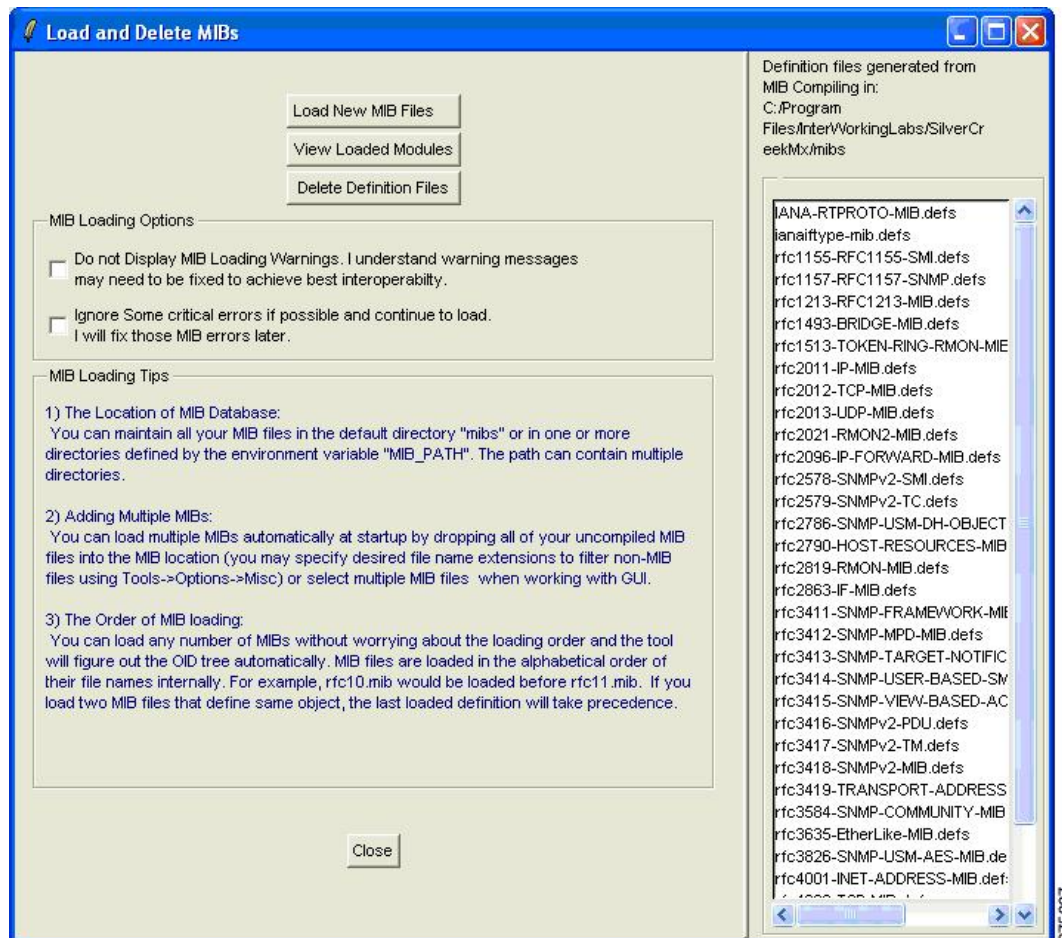 Load and Delete MIBs
Load New MIB Files
View Loaded Modules
Delete Definition Files
MIB Loading Options
Do not Display MIB Loading Warnings. I understand warning messages
may need to be fixed to achieve best interoperabilty.
Ignore Some critical errors if possible and continue to load.
I will fix those MIB errors later.
MIB Loading Tips
1) The Location of MIB Database:
You can maintain all your MIB files in the default directory "mibs" or in one or more
directories defined by the environment variable "MIB_PATH". The path can contain multiple
directories.
2) Adding Multiple MIBs:
You can load multiple MIBs automatically at startup by dropping all of your uncompiled MIB
files into the MIB location (you may specify desired file name extensions to filter non-MIB
files using Tools->Options->Misc) or select multiple MIB files when working with GUI.
3) The Order of MIB loading:
You can load any number of MIBs without worrying about the loading order and the tool
will figure out the OID tree automatically. MIB files are loaded in the alphabetical order of
their file names internally. For example, rfc10.mib would be loaded before rfc11.mib. If you
load two MIB files that define same object, the last loaded definition will take precedence.
Close
Definition files generated from
MIB Compiling in:
C:/Program
Files/InterWorkingLabs/SilverCr
eekMx/mibs
IANA-RTPROTO-MIB.defs
ianaiftype-mib.defs
rfc1155-RFC1155-SMI.defs
rfc1157-RFC1157-SNMP.defs
rfc1213-RFC1213-MIB.defs
rfc1493-BRIDGE-MIB.defs
rfc1513-TOKEN-RING-RMON-MIE
rfc2011-IP-MIB.defs
rfc2012-TCP-MIB.defs
rfc2013-UDP-MIB.defs
rfc2021-RMON2-MIB.defs
rfc2096-IP-FORWARD-MIB.defs
rfc2578-SNMPv2-SMI.defs
rfc2579-SNMPv2-TC.defs
rfc2786-SNMP-USM-DH-OBJECT
rfc2790-HOST-RESOURCES-MIB
rfc2819-RMON-MIB.defs
rfc2863-IF-MIB.defs
rfc3411-SNMP-FRAMEWORK-MIE
rfc3412-SNMP-MPD-MIB.defs
rfc3413-SNMP-TARGET-NOTIFIC
rfc3414-SNMP-USER-BASED-SM
rfc3415-SNMP-VIEW-BASED-AC
rfc3416-SNMPv2-PDU.defs
rfc3417-SNMPv2-TM.defs
rfc3418-SNMPv2-MIB.defs
rfc3419-TRANSPORT-ADDRESS
rfc3584-SNMP-COMMUNITY-MIB
rfc3635-EtherLike-MIB.defs
rfc3826-SNMP-USM-AES-MIB.de
rfc4001-INET-ADDRESS-MIB.def